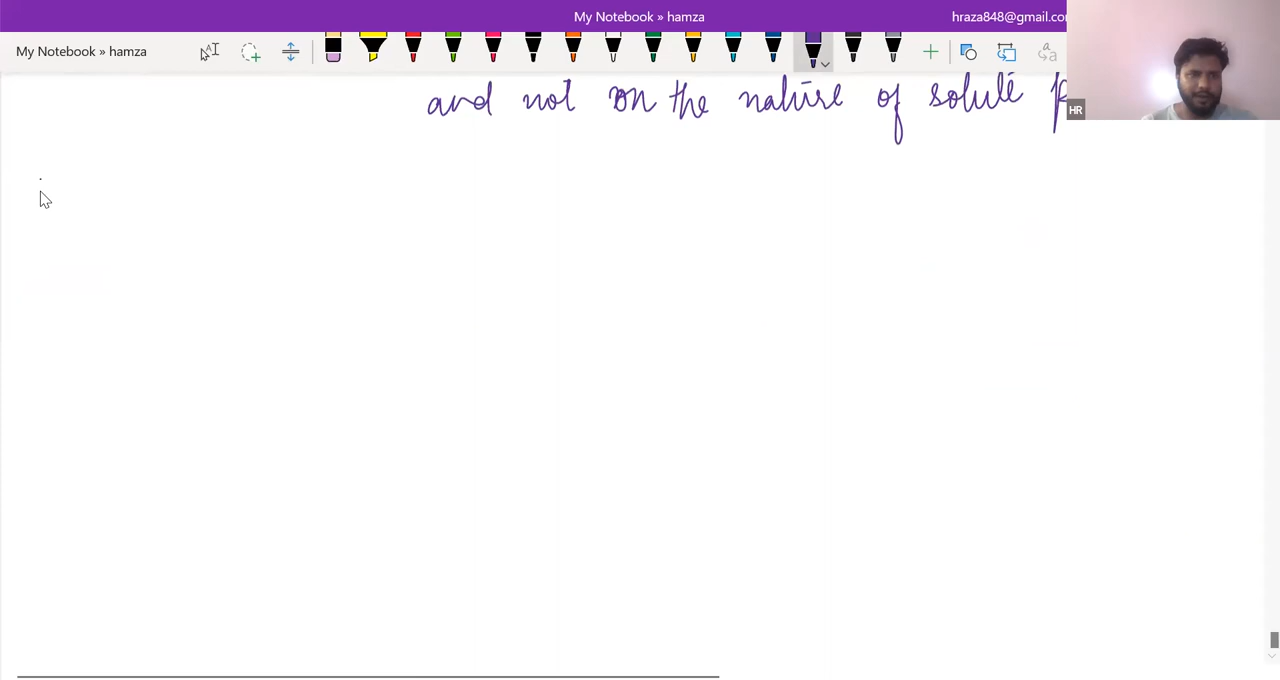 My Notebook » hamza
hraza848@gmail.co
My Notebook » hamza
HR
and not on the nature of solute